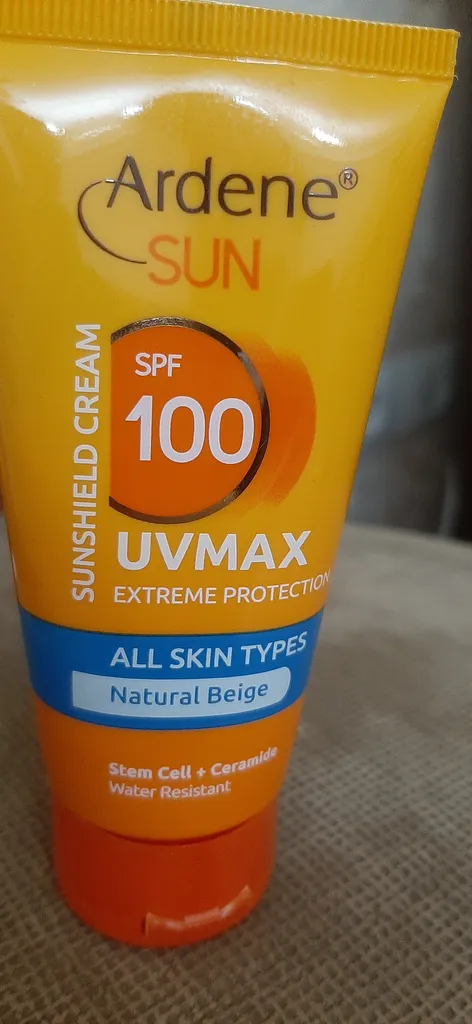 Ardene®
SUN
SUNSHIELD CREAM
SPF
100
UVMAX
EXTREME PROTECTION
ALL SKIN TYPES
Natural Beige
Stem Cell + Ceramide
Water Resistant